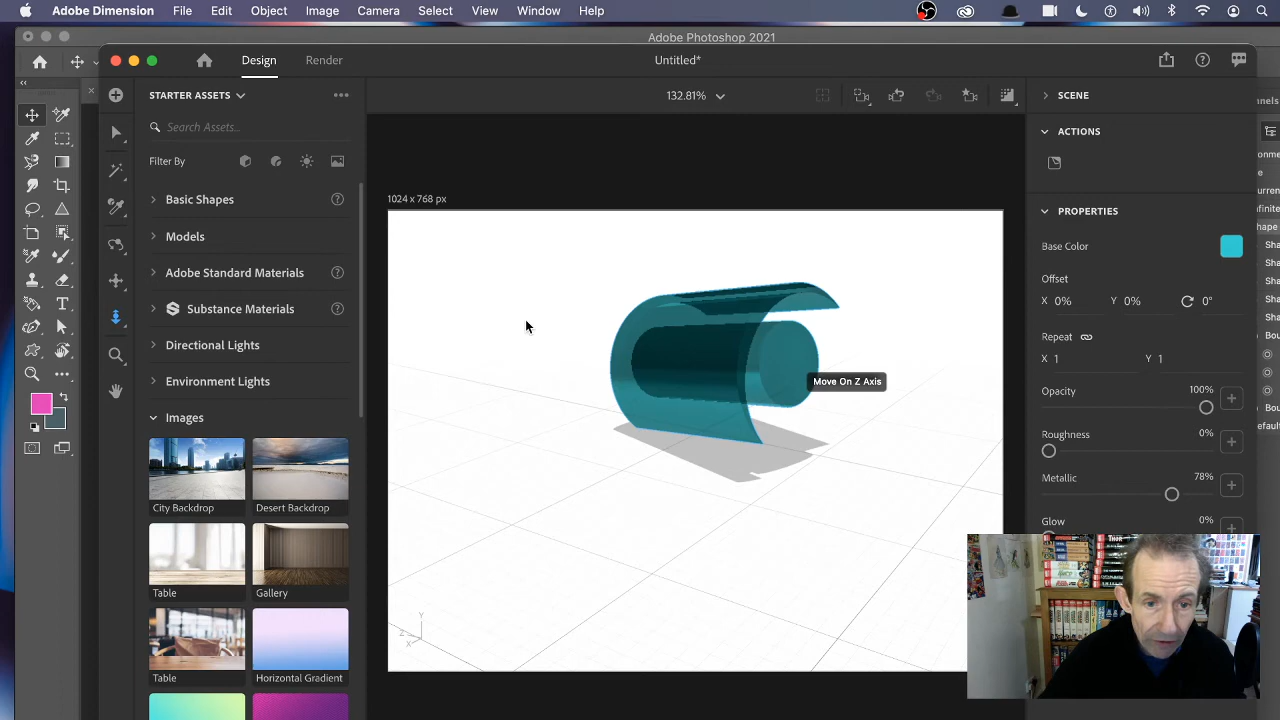 Adobe Dimension File Edit Object Image Camera Select View Window Help
Adobe Photoshop 2021
Design Render Untitled*
STARTER ASSETS
132.81%
SCENE
Search Assets..
ACTIONS
Filter By
Basic Shapes
1024 x 768 px
PROPERTIES
Models
Base Color
Adobe Standard Materials
Offset
X 0% Y 0% 0°
Substance Materials
Repeat
Directional Lights
X 1 Y 1
Environment Lights
Move On Z Axis
Opacity 100%
Images
Roughness 0%
Metallic 78%
City Backdrop Desert Backdrop
Glow 0%
Table Gallery
Table Horizontal Gradient
Y
Z
X
THOR